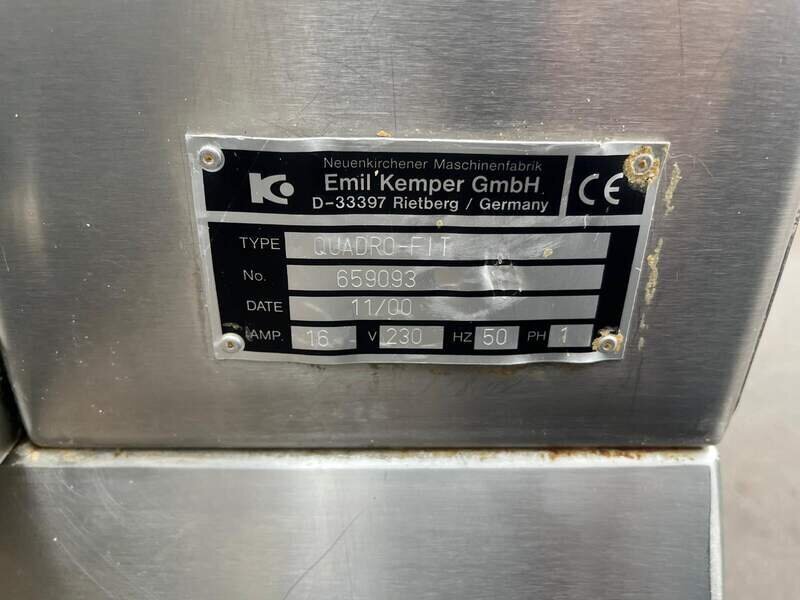 Neuenkirchener Maschinenfabrik
Emil Kemper GmbH
D-33397 Rietberg / Germany
CE
TYPE QUADRO-FIT
No. 659093
DATE 11/00
AMP. 16 V 230 HZ 50 PH 1